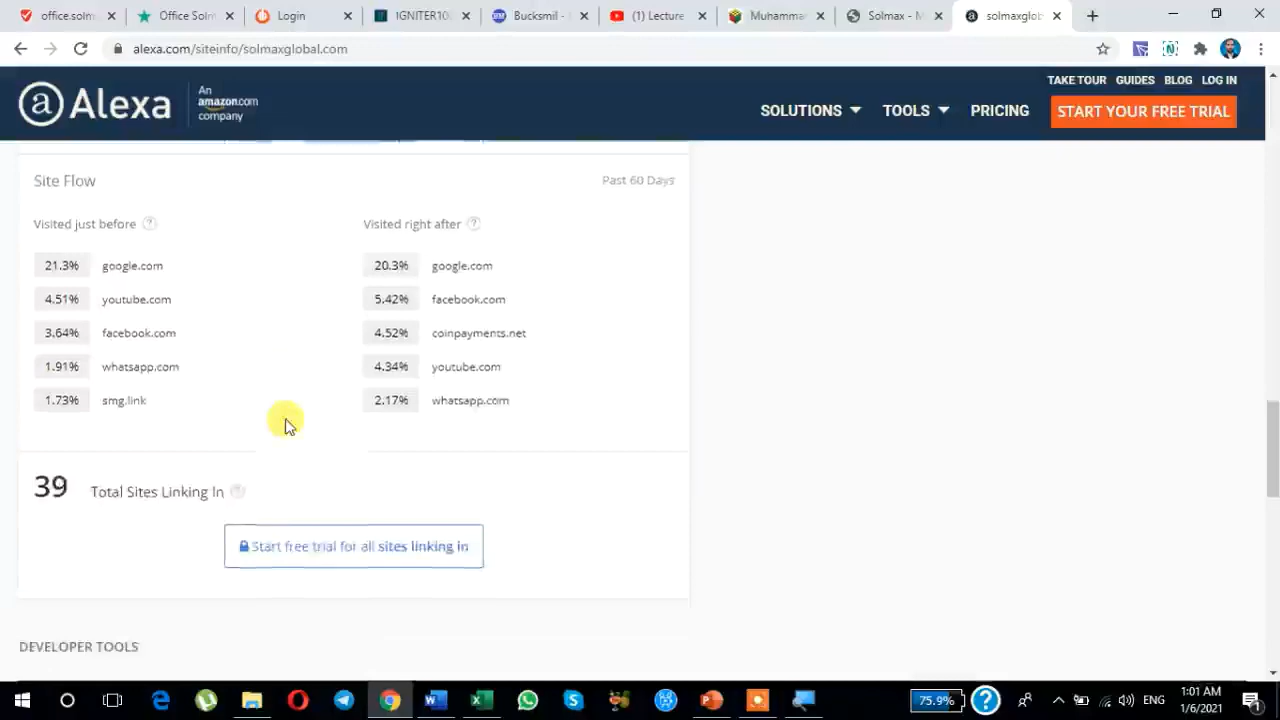 office.solm
Office Solm
Login
1GNITER10
Bucksmil -
(1) Lecture
Muhamma
Solmax - M
solmaxglob
alexa.com/siteinfo/solmaxglobal.com
TAKE TOUR GUIDES BLOG LOG IN
Alexa
An
amazon.com
company
SOLUTIONS TOOLS PRICING START YOUR FREE TRIAL
Site Flow Past 60 Days
Visited just before ? Visited right after ?
21.3% google.com 20.3% google.com
4.51% youtube.com 5.42% facebook.com
3.64% facebook.com 4.52% coinpayments.net
1.91% whatsapp.com 4.34% youtube.com
1.73% smg.link 2.17% whatsapp.com
39 Total Sites Linking In ?
Start free trial for all sites linking in
DEVELOPER TOOLS
75.9% ENG 1:01 AM
1/6/2021